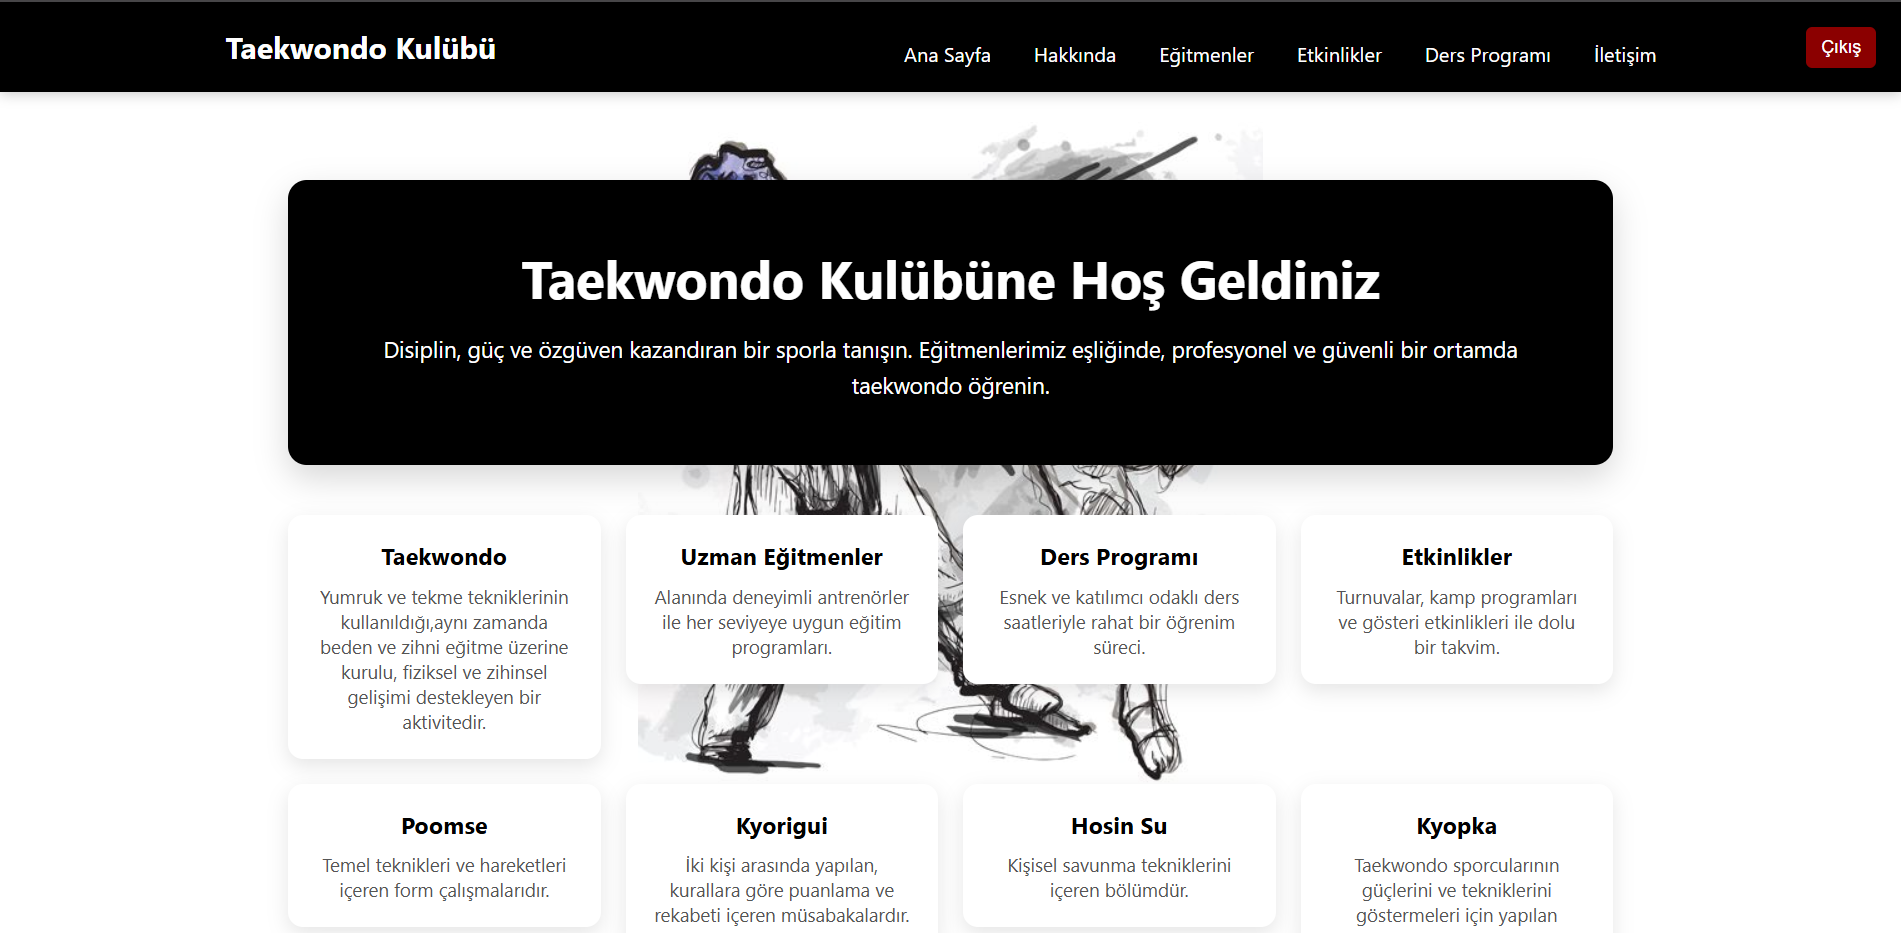 Taekwondo Kulübü
Ana Sayfa
Hakkında
Eğitmenler
Etkinlikler
Ders Programı
İletişim
Çıkış
Taekwondo Kulübüne Hoş Geldiniz
Disiplin, güç ve özgüven kazandıran bir sporla tanışın. Eğitmenlerimiz eşliğinde, profesyonel ve güvenli bir ortamda
taekwondo öğrenin.
Taekwondo
Yumruk ve tekme tekniklerinin
kullanıldığı,aynı zamanda
beden ve zihni eğitme üzerine
kurulu, fiziksel ve zihinsel
gelişimi destekleyen bir
aktivitedir.
Uzman Eğitmenler
Alanında deneyimli antrenörler
ile her seviyeye uygun eğitim
programları.
Ders Programı
Esnek ve katılımcı odaklı ders
saatleriyle rahat bir öğrenim
süreci.
Etkinlikler
Turnuvalar, kamp programları
ve gösteri etkinlikleri ile dolu
bir takvim.
Poomse
Temel teknikleri ve hareketleri
içeren form çalışmalarıdır.
Kyorigui
İki kişi arasında yapılan,
kurallara göre puanlama ve
rekabeti içeren müsabakalardır.
Hosin Su
Kişisel savunma tekniklerini
içeren bölümdür.
Kyopka
Taekwondo sporcularının
güçlerini ve tekniklerini
göstermeleri için yapılan